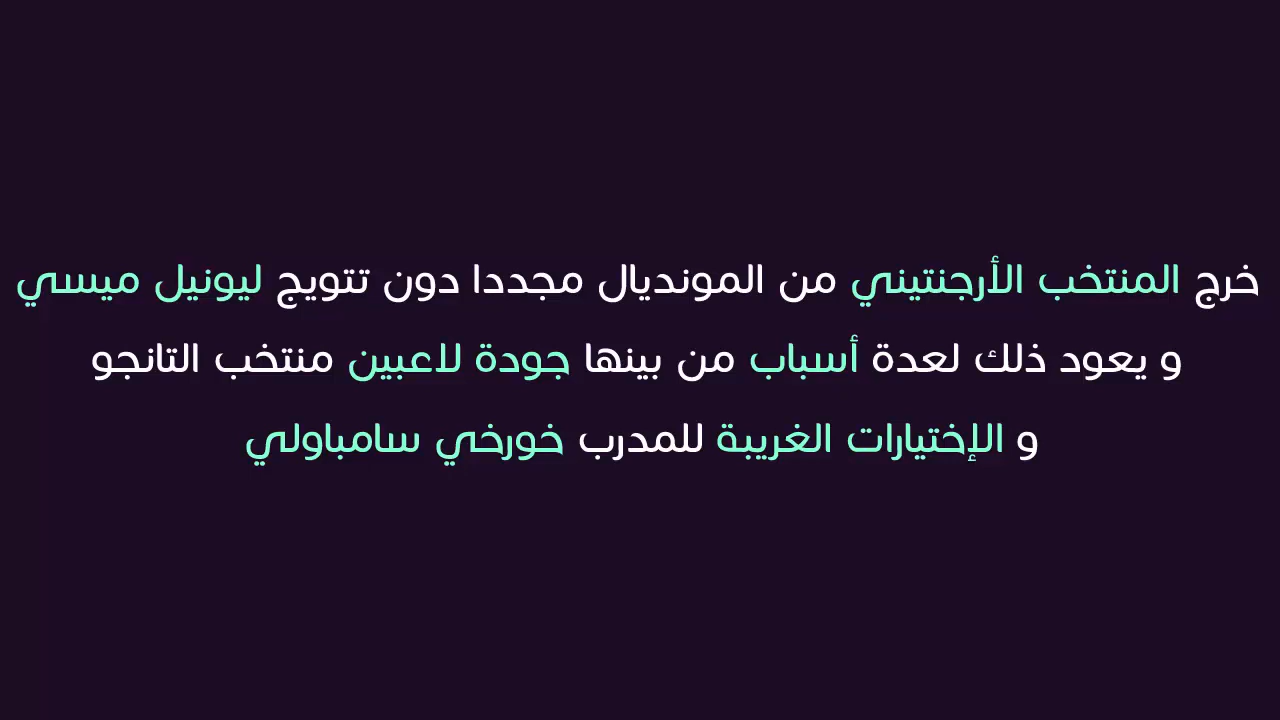 خرج المنتخب الأرجنتيني من المونديال مجددا دون تتويج ليونيل ميسي
و يعود ذلك لعدة أسباب من بينها جودة لاعبين منتخب التانجو
و الإختيارات الغريبة للمدرب خورخي سامباولي